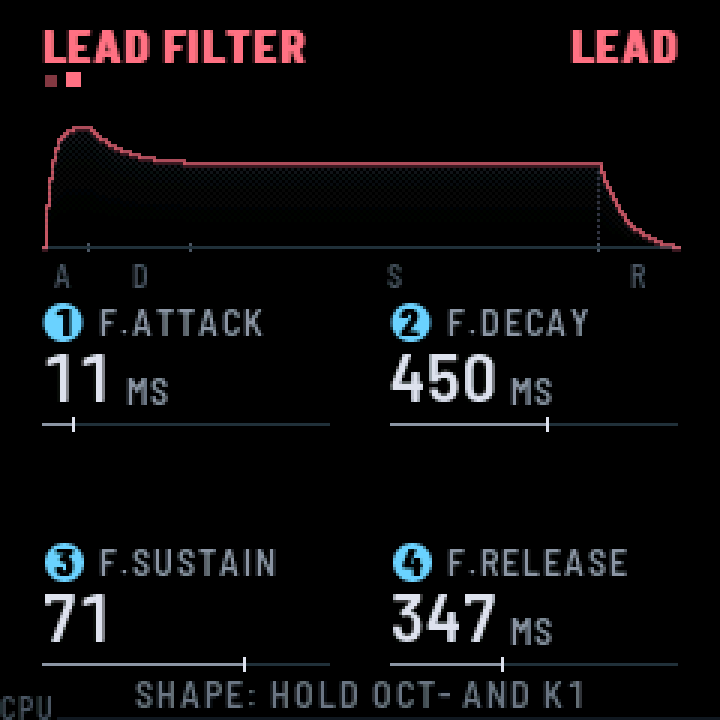 LEAD FILTER LEAD
A D S R
1 F.ATTACK 2 F.DECAY
11 MS 450 MS
3 F.SUSTAIN 4 F.RELEASE
71 347 MS
SHAPE: HOLD OCT- AND K1
CPU